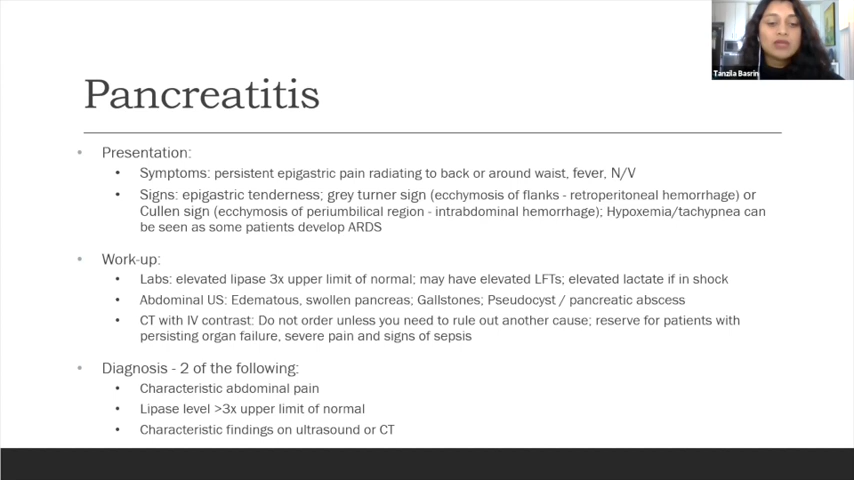 Tanzila Basrin
Pancreatitis
• Presentation:
• Symptoms: persistent epigastric pain radiating to back or around waist, fever, N/V
• Signs: epigastric tenderness; grey turner sign (ecchymosis of flanks - retroperitoneal hemorrhage) or
Cullen sign (ecchymosis of periumbilical region - intrabdominal hemorrhage); Hypoxemia/tachypnea can
be seen as some patients develop ARDS
• Work-up:
• Labs: elevated lipase 3x upper limit of normal; may have elevated LFTs; elevated lactate if in shock
• Abdominal US: Edematous, swollen pancreas; Gallstones; Pseudocyst / pancreatic abscess
• CT with IV contrast: Do not order unless you need to rule out another cause; reserve for patients with
persisting organ failure, severe pain and signs of sepsis
• Diagnosis - 2 of the following:
• Characteristic abdominal pain
• Lipase level >3x upper limit of normal
• Characteristic findings on ultrasound or CT